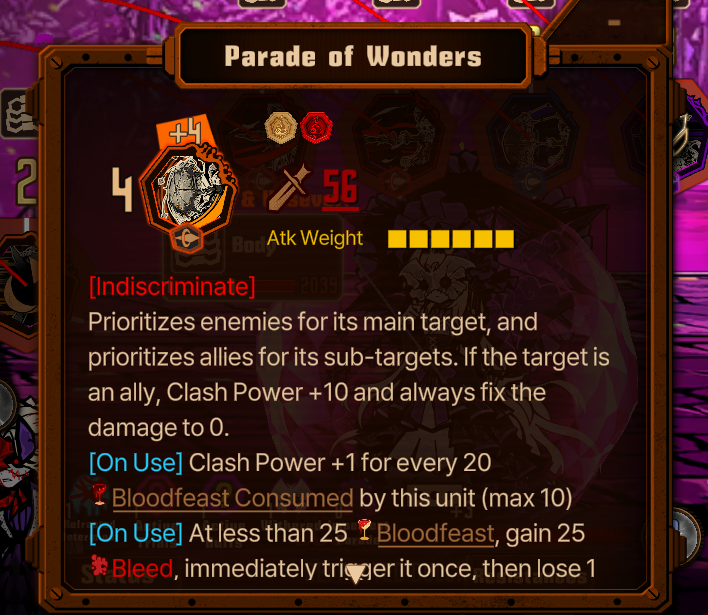 Parade of Wonders
+4
4
56
2
Atk Weight
[Indiscriminate]
Prioritizes enemies for its main target, and
prioritizes allies for its sub-targets. If the target is
an ally, Clash Power +10 and always fix the
damage to 0.
[On Use] Clash Power +1 for every 20
Bloodfeast Consumed by this unit (max 10)
[On Use] At less than 25 Bloodfeast, gain 25
Bleed, immediately trigger it once, then lose 1